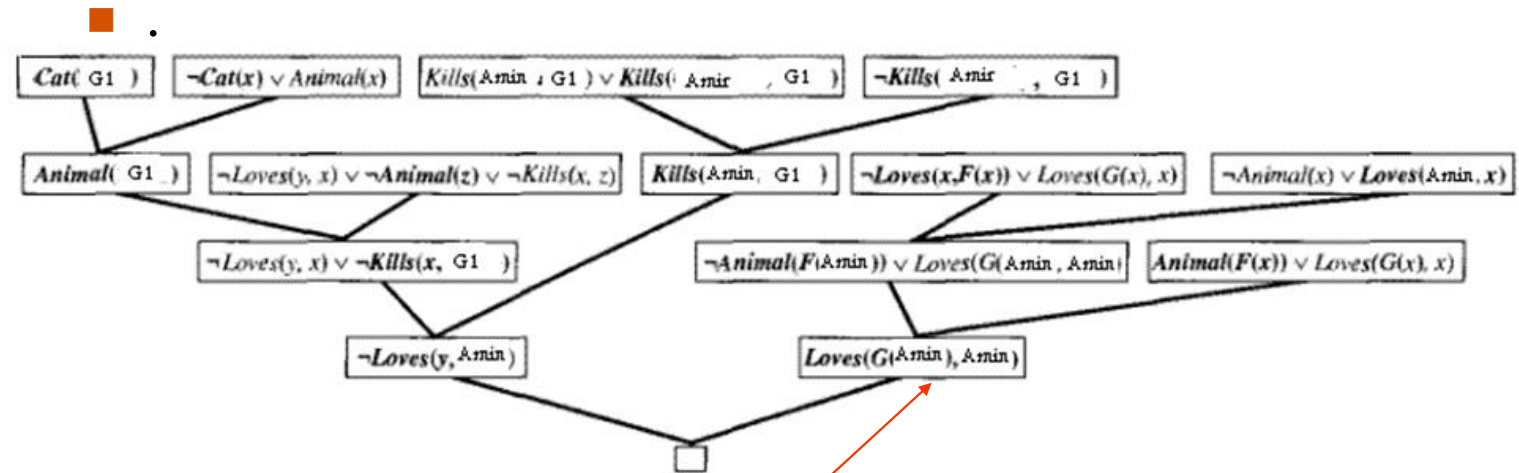 .
Cat( G1 ) ¬Cat(x) ∨ Animal(x) Kills(Amin , G1 ) ∨ Kills( Amir , G1 ) ¬Kills( Amir , G1 )
Animal( G1 ) ¬Loves(y, x) ∨ ¬Animal(z) ∨ ¬Kills(x, z) Kills(Amin, G1 ) ¬Loves(x,F(x)) ∨ Loves(G(x), x) ¬Animal(x) ∨ Loves(Amin, x)
¬Loves(y, x) ∨ ¬Kills(x, G1 ) ¬Animal(F(Amin)) ∨ Loves(G(Amin, Amin) Animal(F(x)) ∨ Loves(G(x), x)
¬Loves(y, Amin) Loves(G(Amin), Amin)